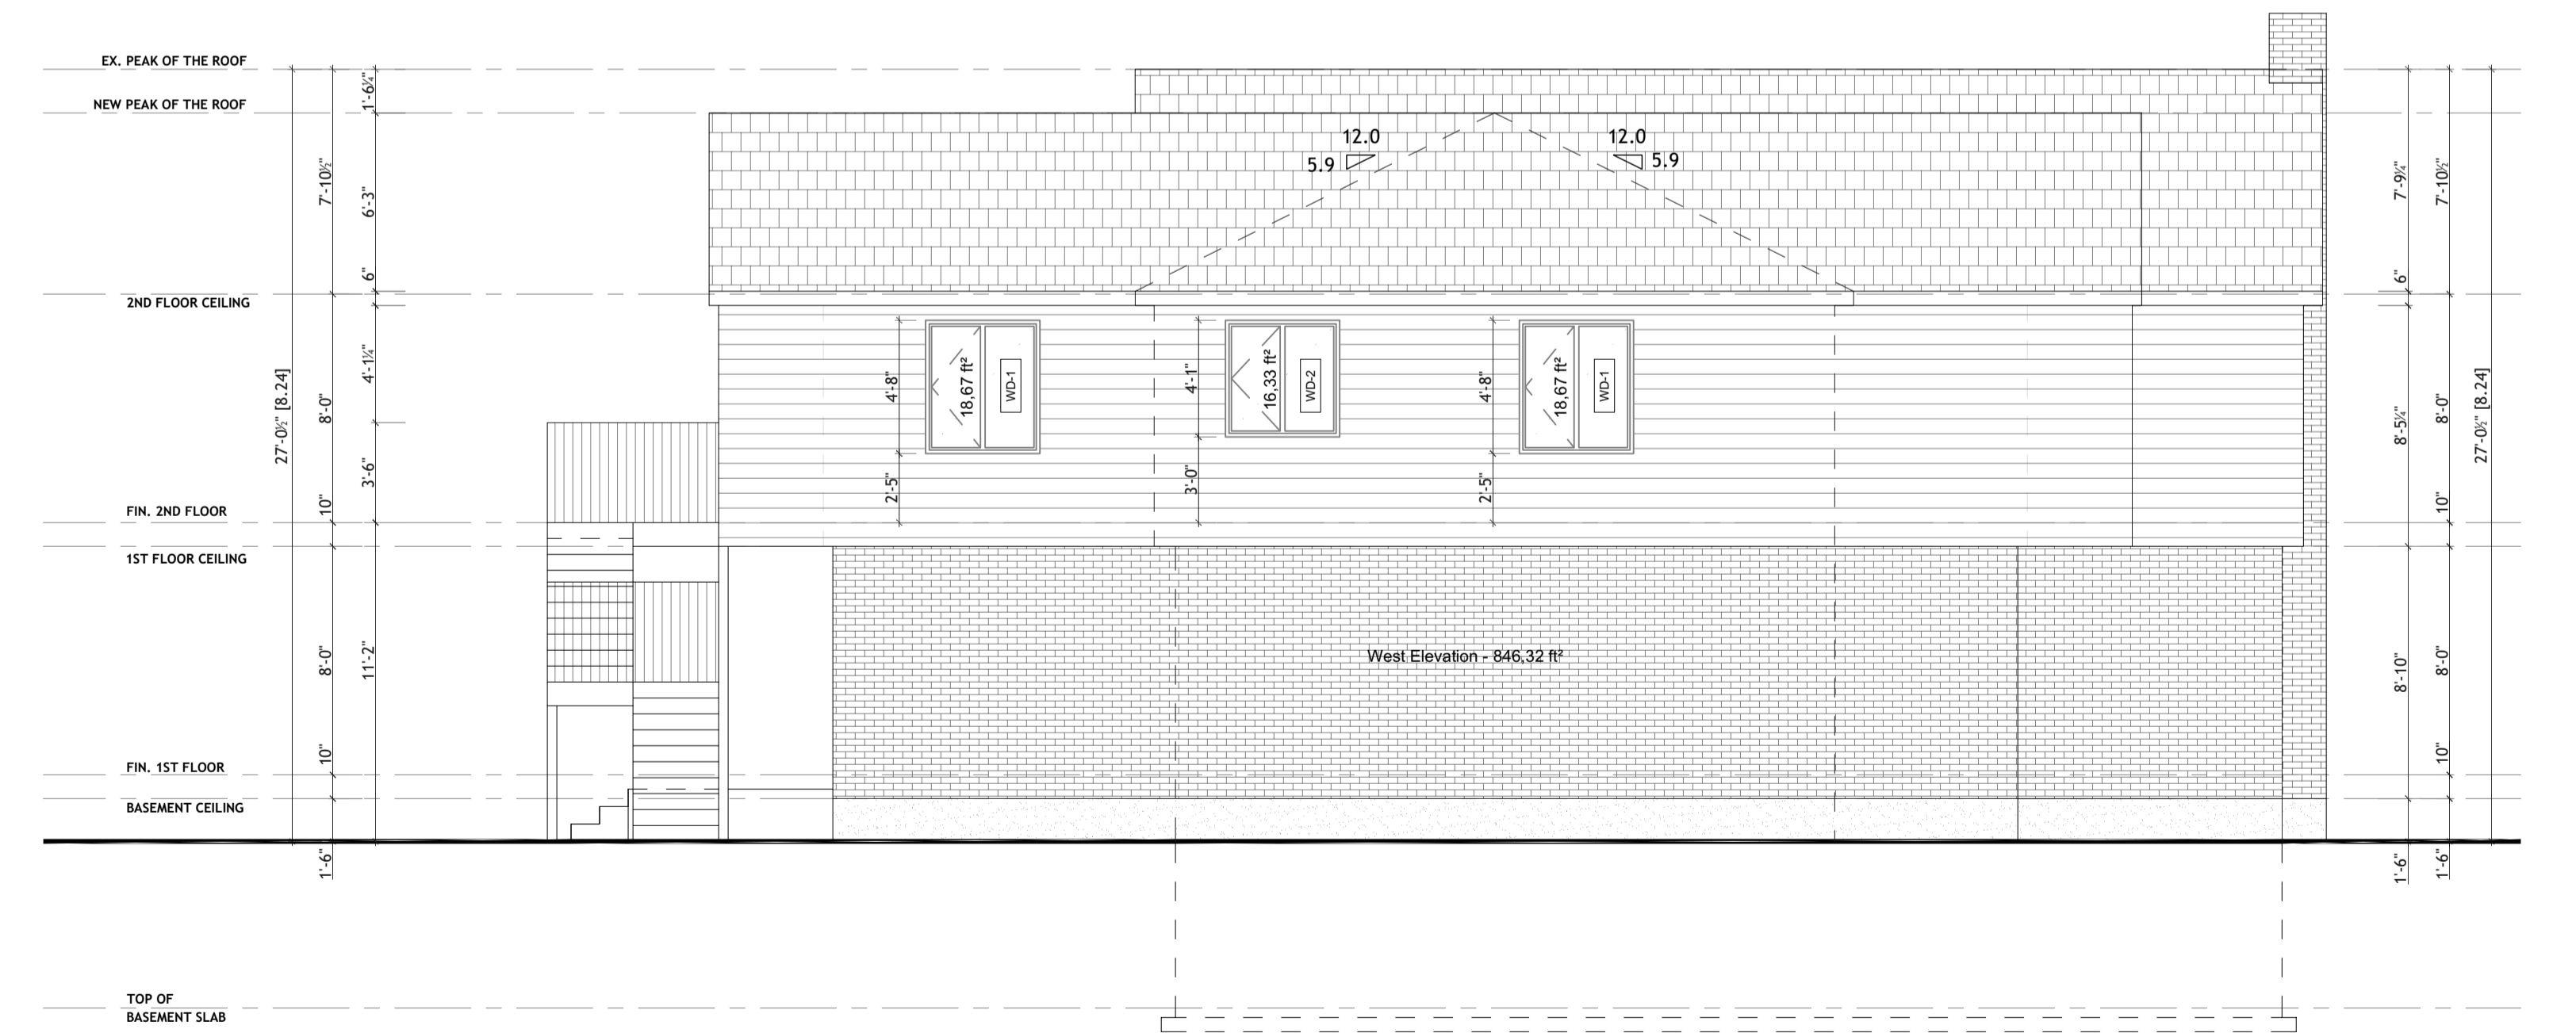 EX. PEAK OF THE ROOF
NEW PEAK OF THE ROOF
2ND FLOOR CEILING
FIN. 2ND FLOOR
1ST FLOOR CEILING
FIN. 1ST FLOOR
BASEMENT CEILING
TOP OF
BASEMENT SLAB
27'-0½" [8.24]
7'-10½"
8'-0"
10"
8'-0"
10"
1'-6"
1'-6¼"
6'-3"
6"
4'-1¼"
3'-6"
11'-2"
12.0
5.9
12.0
5.9
4'-8"
2'-5"
18,67 ft²
WD-1
4'-1"
3'-0"
16,33 ft²
WD-2
4'-8"
2'-5"
18,67 ft²
WD-1
West Elevation - 846,32 ft²
7'-9¼"
6"
8'-5¼"
8'-10"
1'-6"
7'-10½"
8'-0"
10"
8'-0"
10"
1'-6"
27'-0½" [8.24]